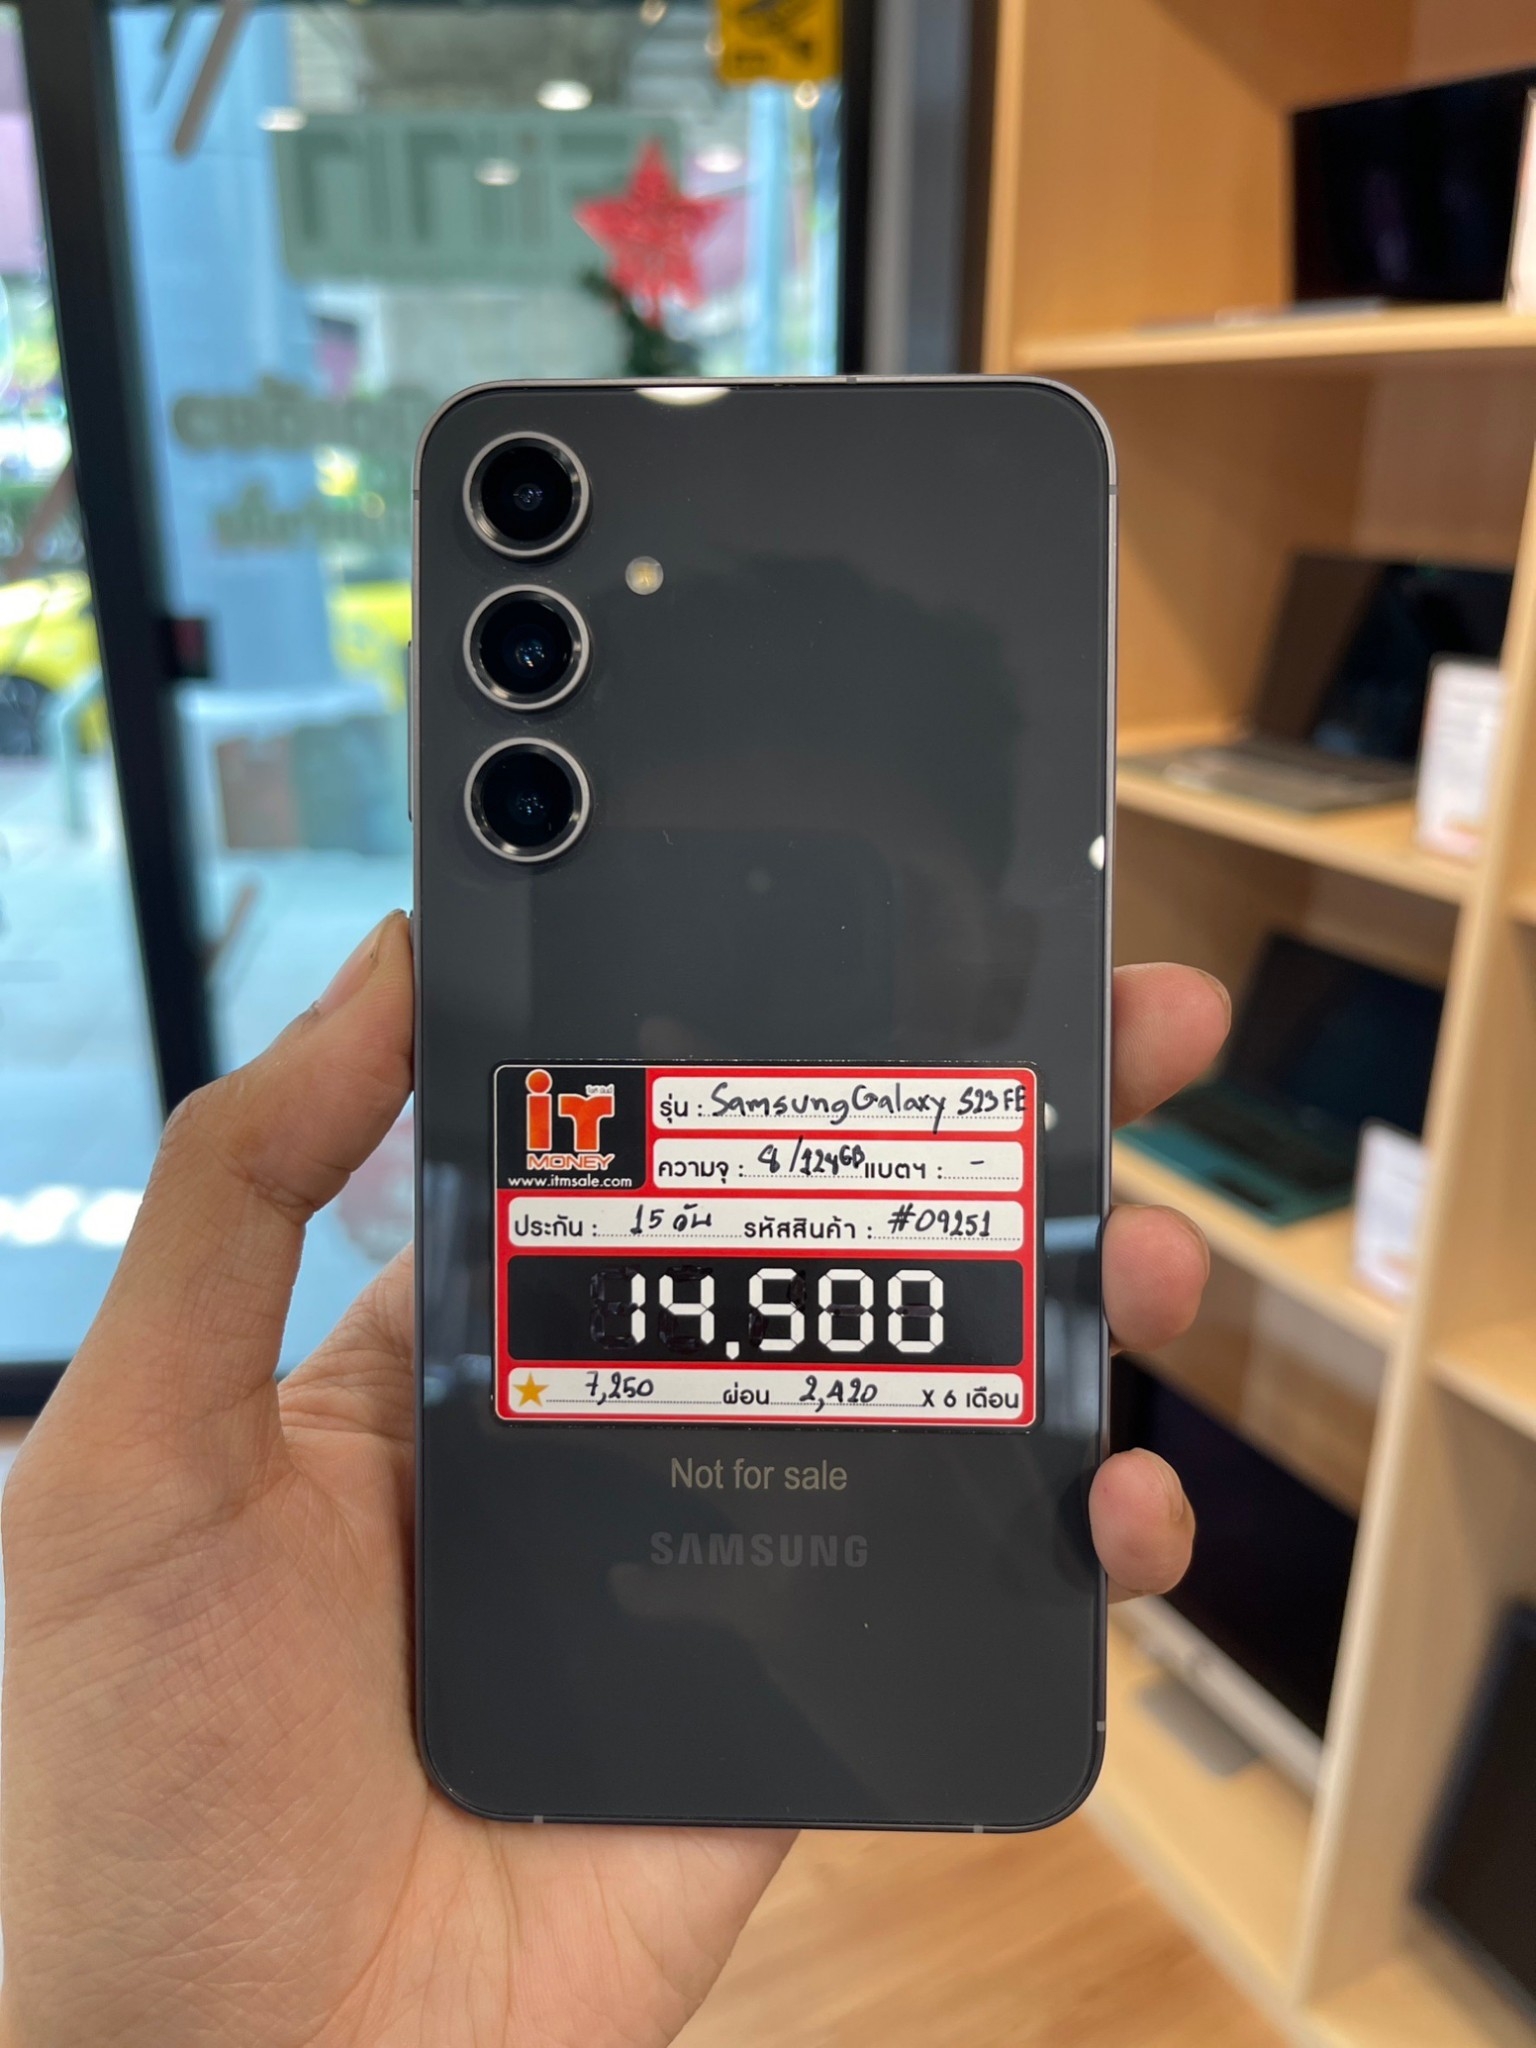 iT
MONEY
www.itmsale.com
รุ่น : Samsung Galaxy S23 FE
ความจุ : 8/128GB แบตฯ : -
ประกัน : 15 วัน รหัสสินค้า : #09251
14,500
7,250 ผ่อน 2,420 X 6 เดือน
Not for sale
SAMSUNG